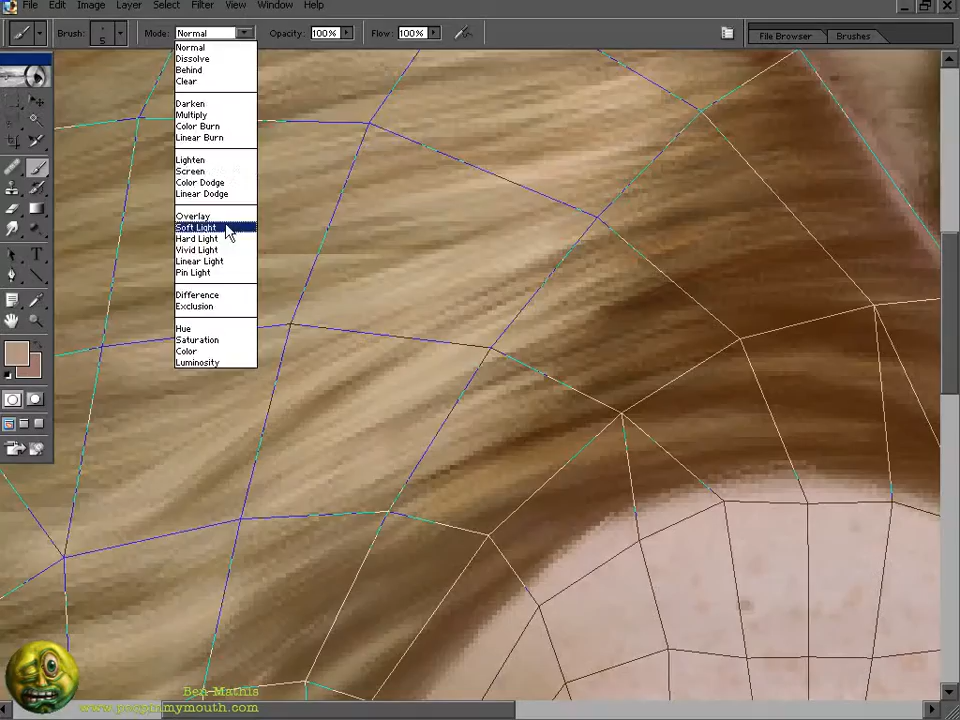 File Edit Image Layer Select Filter View Window Help
Brush: 5 Mode: Normal Opacity: 100% Flow: 100% File Browser Brushes
Normal
Dissolve
Behind
Clear
Darken
Multiply
Color Burn
Linear Burn
Lighten
Screen
Color Dodge
Linear Dodge
Overlay
Soft Light
Hard Light
Vivid Light
Linear Light
Pin Light
Difference
Exclusion
Hue
Saturation
Color
Luminosity
Ben Mathis
www.poopinmymouth.com